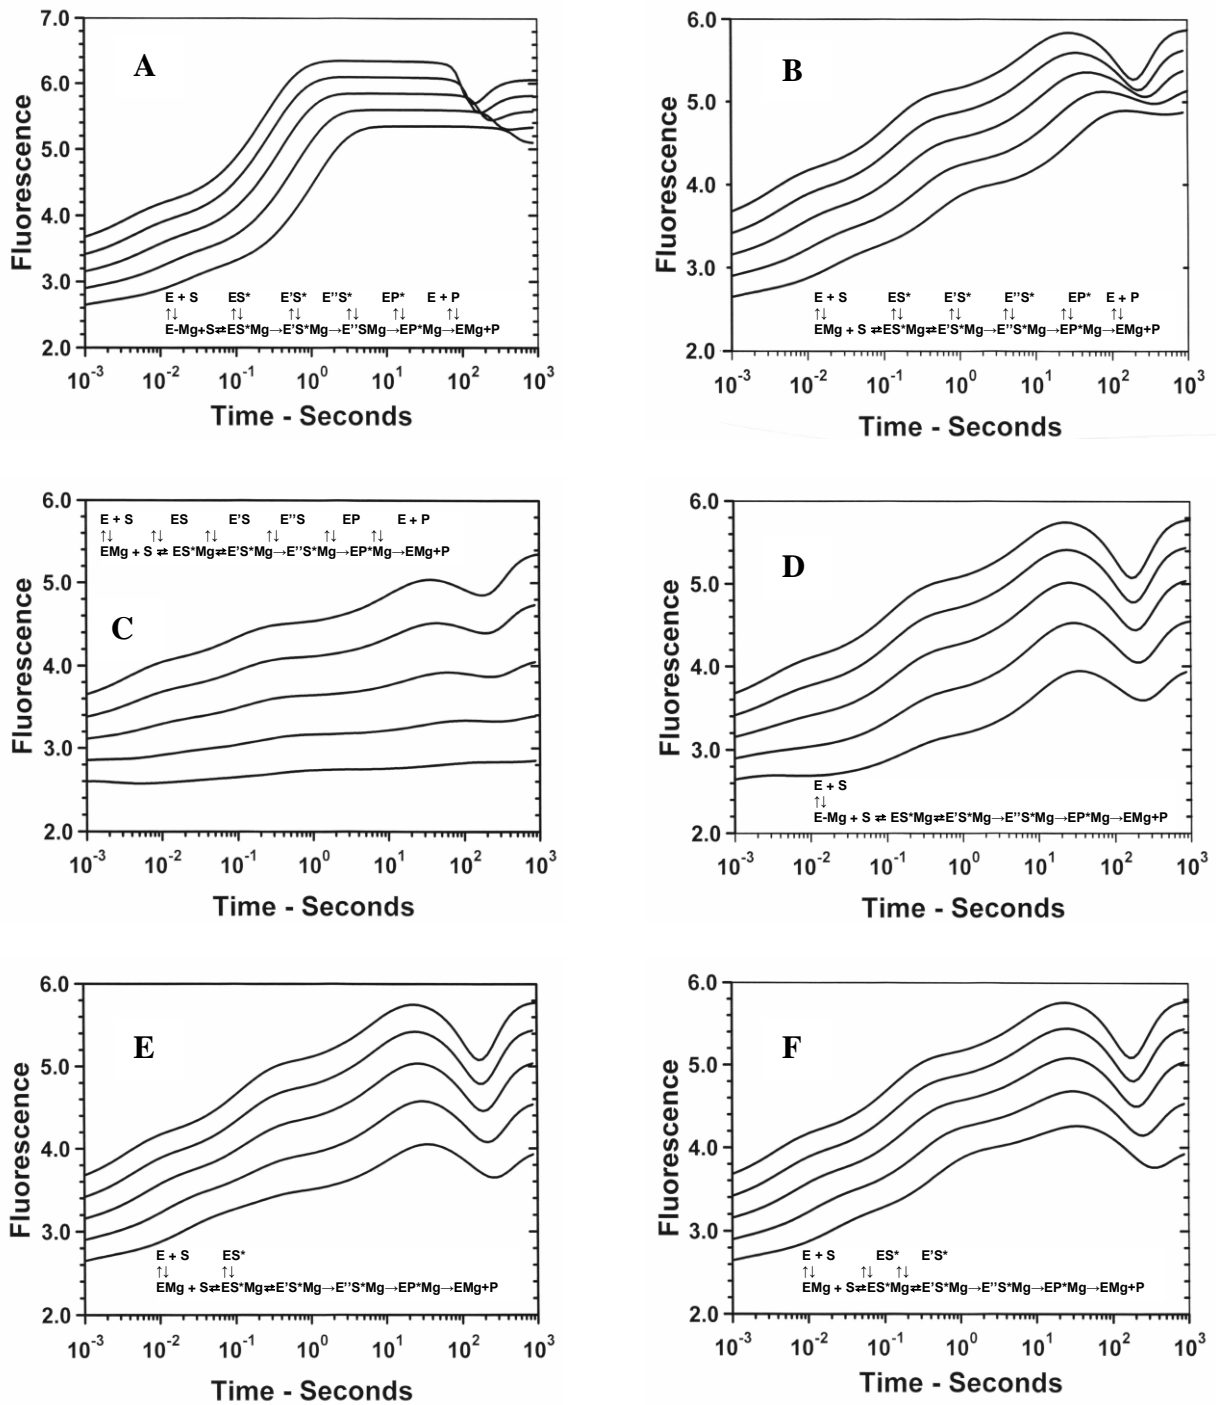 7.0
6.0
5.0
4.0
3.0
2.0
Fluorescence
A
E + S ES* E'S* E''S* EP* E + P
↑↓ ↑↓ ↑↓ ↑↓ ↑↓ ↑↓
E-Mg+S⇄ES*Mg→E'S*Mg→E''SMg→EP*Mg→EMg+P
10⁻³ 10⁻² 10⁻¹ 10⁰ 10¹ 10² 10³
Time - Seconds
6.0
5.0
4.0
3.0
2.0
Fluorescence
B
E + S ES* E'S* E''S* EP* E + P
↑↓ ↑↓ ↑↓ ↑↓ ↑↓ ↑↓
EMg + S ⇄ES*Mg⇄E'S*Mg→E''S*Mg→EP*Mg→EMg+P
10⁻³ 10⁻² 10⁻¹ 10⁰ 10¹ 10² 10³
Time - Seconds
6.0
5.0
4.0
3.0
2.0
Fluorescence
E + S ES E'S E''S EP E + P
↑↓ ↑↓ ↑↓ ↑↓ ↑↓ ↑↓
EMg + S ⇄ ES*Mg⇄E'S*Mg→E''S*Mg→EP*Mg→EMg+P
C
10⁻³ 10⁻² 10⁻¹ 10⁰ 10¹ 10² 10³
Time - Seconds
6.0
5.0
4.0
3.0
2.0
Fluorescence
D
E + S
↑↓
E-Mg + S ⇄ ES*Mg⇄E'S*Mg→E''S*Mg→EP*Mg→EMg+P
10⁻³ 10⁻² 10⁻¹ 10⁰ 10¹ 10² 10³
Time - Seconds
6.0
5.0
4.0
3.0
2.0
Fluorescence
E
E + S ES*
↑↓ ↑↓
EMg + S⇄ES*Mg⇄E'S*Mg→E''S*Mg→EP*Mg→EMg+P
10⁻³ 10⁻² 10⁻¹ 10⁰ 10¹ 10² 10³
Time - Seconds
6.0
5.0
4.0
3.0
2.0
Fluorescence
F
E + S ES* E'S*
↑↓ ↑↓ ↑↓
EMg + S⇄ES*Mg⇄E'S*Mg→E''S*Mg→EP*Mg→EMg+P
10⁻³ 10⁻² 10⁻¹ 10⁰ 10¹ 10² 10³
Time - Seconds